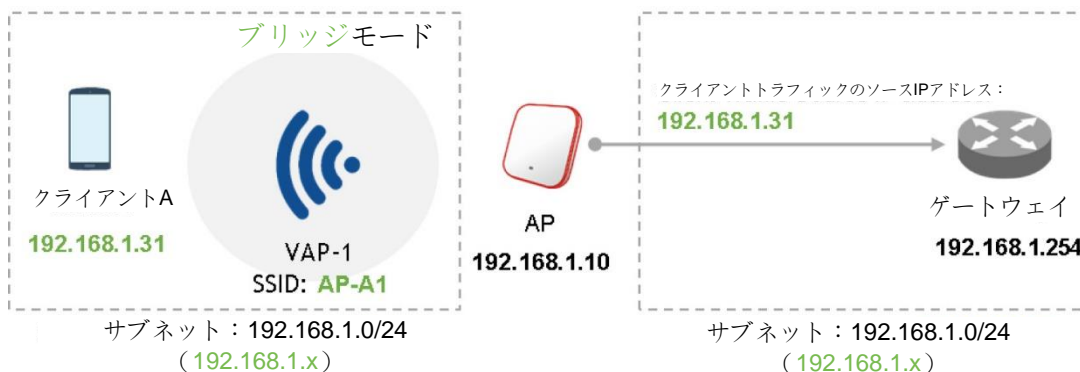 ブリッジモード
クライアントA
192.168.1.31
VAP-1
SSID: AP-A1
サブネット：192.168.1.0/24
（192.168.1.x）
AP
192.168.1.10
クライアントトラフィックのソースIPアドレス：
192.168.1.31
ゲートウェイ
192.168.1.254
サブネット：192.168.1.0/24
（192.168.1.x）